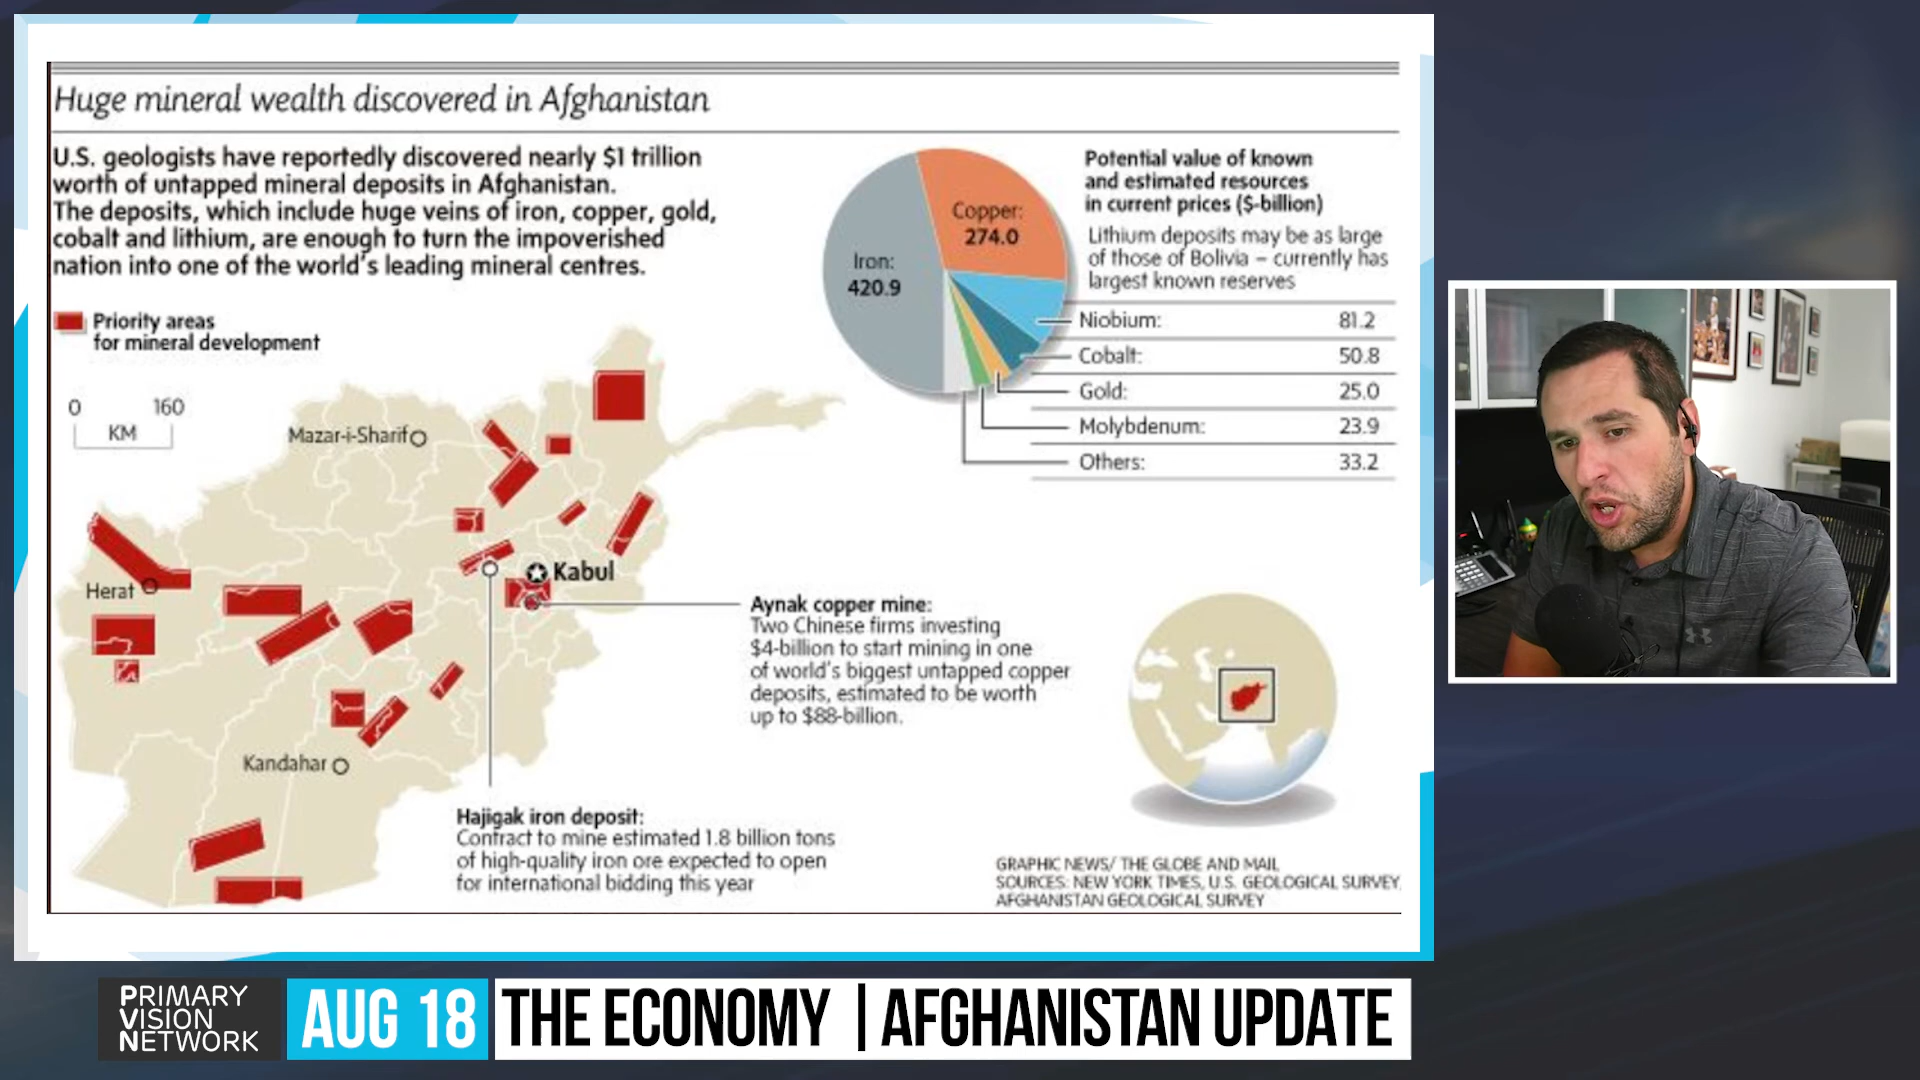 Huge mineral wealth discovered in Afghanistan
U.S. geologists have reportedly discovered nearly $1 trillion
worth of untapped mineral deposits in Afghanistan.
The deposits, which include huge veins of iron, copper, gold,
cobalt and lithium, are enough to turn the impoverished
nation into one of the world's leading mineral centres.
Priority areas
for mineral development
0 160
KM
Mazar-i-Sharif
Herat
Kabul
Kandahar
Copper:
274.0
Iron:
420.9
Potential value of known
and estimated resources
in current prices ($-billion)
Lithium deposits may be as large
of those of Bolivia – currently has
largest known reserves
Niobium: 81.2
Cobalt: 50.8
Gold: 25.0
Molybdenum: 23.9
Others: 33.2
Aynak copper mine:
Two Chinese firms investing
$4-billion to start mining in one
of world's biggest untapped copper
deposits, estimated to be worth
up to $88-billion.
Hajigak iron deposit:
Contract to mine estimated 1.8 billion tons
of high-quality iron ore expected to open
for international bidding this year
GRAPHIC NEWS/ THE GLOBE AND MAIL
SOURCES: NEW YORK TIMES, U.S. GEOLOGICAL SURVEY,
AFGHANISTAN GEOLOGICAL SURVEY
PRIMARY
VISION
NETWORK
AUG 18
THE ECONOMY | AFGHANISTAN UPDATE